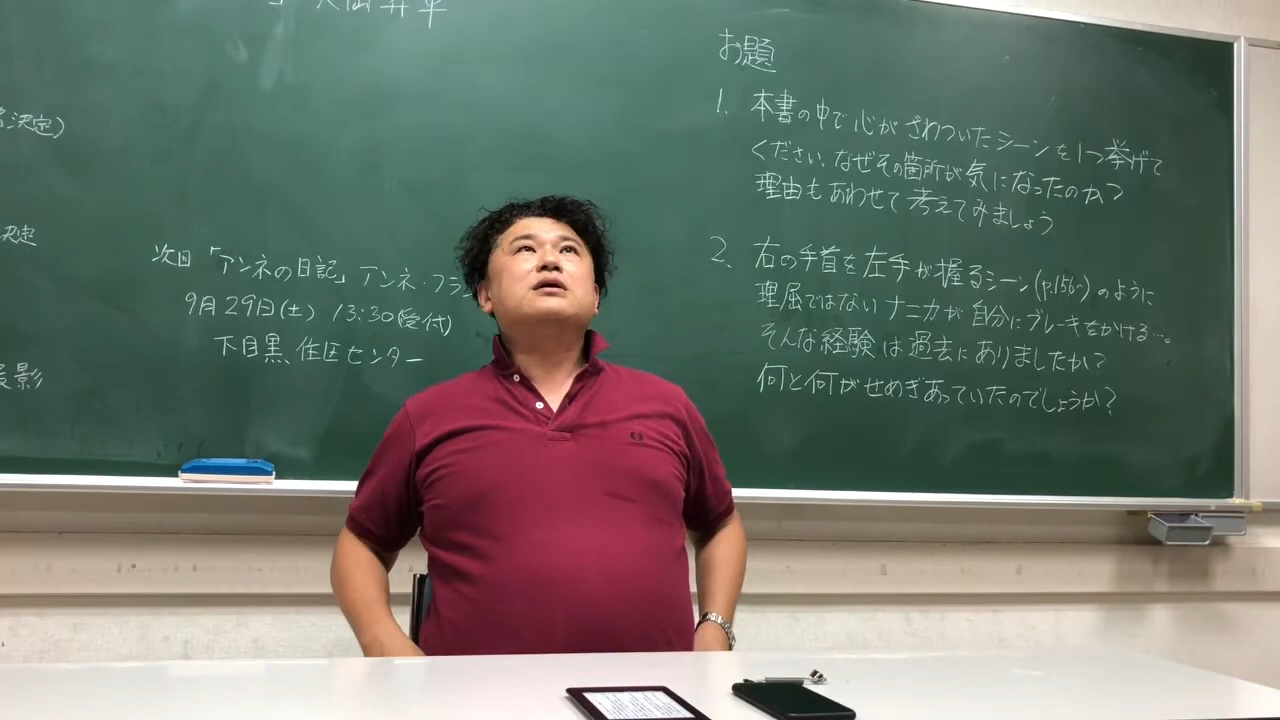 大岡昇平
決定)
決定
影
次回「アンネの日記」アンネ・フラ
9月29日(土) 13:30(受付)
下目黒住区センター
お題
1. 本書の中で心がざわついたシーンを1つ挙げて
ください、なぜその箇所が気になったのか?
理由もあわせて考えてみましょう
2. 右の手首を左手が握るシーン(p.156~)のように
理屈ではないナニカが自分にブレーキをかける…。
そんな経験は過去にありましたか?
何と何がせめぎあっていたのでしょうか?